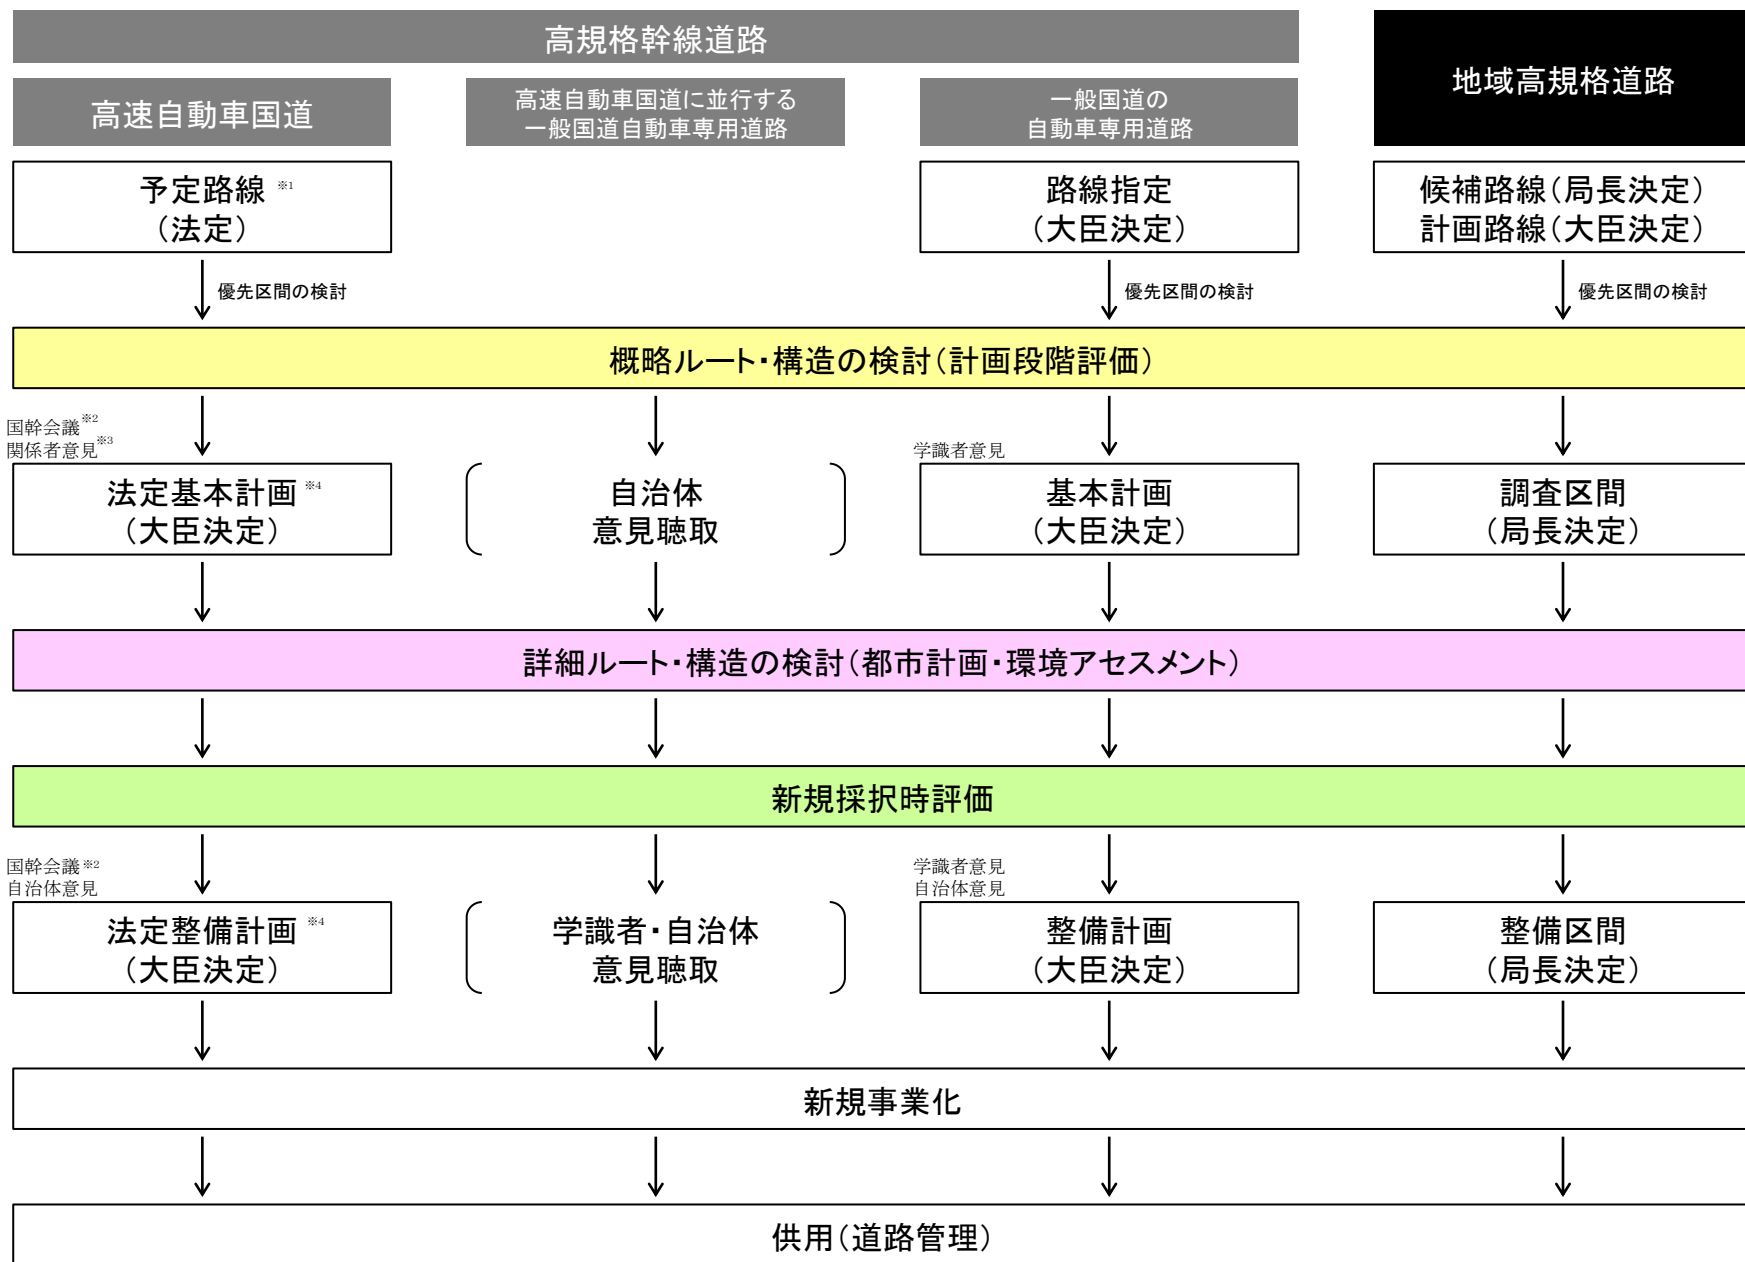 高規格幹線道路
地域高規格道路
高速自動車国道
高速自動車国道に並行する
一般国道自動車専用道路
一般国道の
自動車専用道路
予定路線 ※1
(法定)
路線指定
(大臣決定)
候補路線(局長決定)
計画路線(大臣決定)
優先区間の検討
優先区間の検討
優先区間の検討
概略ルート・構造の検討(計画段階評価)
国幹会議※2
関係者意見※3
学識者意見
法定基本計画 ※4
(大臣決定)
自治体
意見聴取
基本計画
(大臣決定)
調査区間
(局長決定)
詳細ルート・構造の検討(都市計画・環境アセスメント)
新規採択時評価
国幹会議※2
自治体意見
学識者意見
自治体意見
法定整備計画 ※4
(大臣決定)
学識者・自治体
意見聴取
整備計画
(大臣決定)
整備区間
(局長決定)
新規事業化
供用(道路管理)